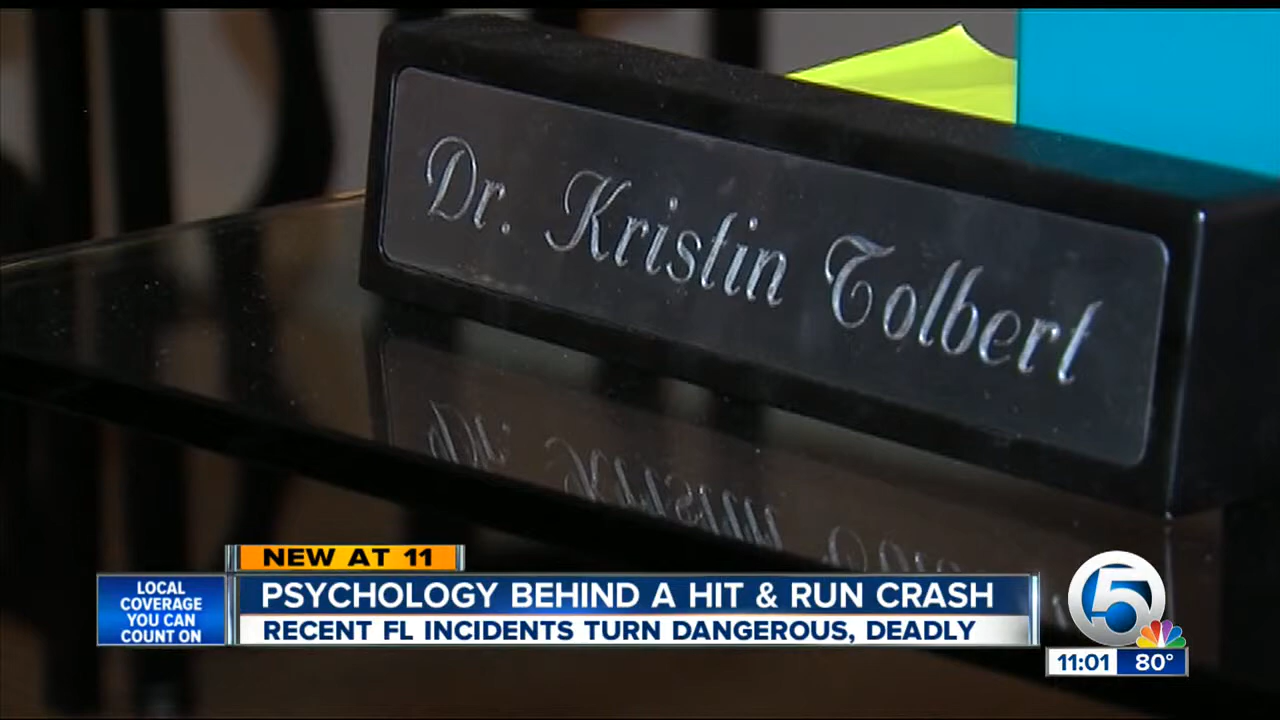 Dr. Kristin Tolbert
NEW AT 11
LOCAL
COVERAGE
YOU CAN
COUNT ON
PSYCHOLOGY BEHIND A HIT & RUN CRASH
RECENT FL INCIDENTS TURN DANGEROUS, DEADLY
5
11:01 80°